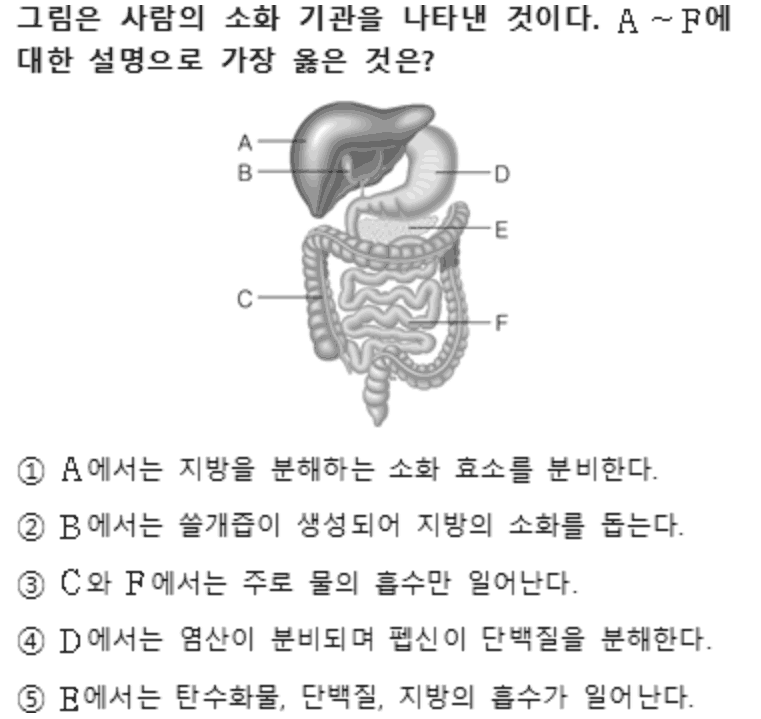 그림은 사람의 소화 기관을 나타낸 것이다. A ~ F에
대한 설명으로 가장 옳은 것은?
A
B
D
E
C
F
① A에서는 지방을 분해하는 소화 효소를 분비한다.
② B에서는 쓸개즙이 생성되어 지방의 소화를 돕는다.
③ C와 F에서는 주로 물의 흡수만 일어난다.
④ D에서는 염산이 분비되며 펩신이 단백질을 분해한다.
⑤ E에서는 탄수화물, 단백질, 지방의 흡수가 일어난다.